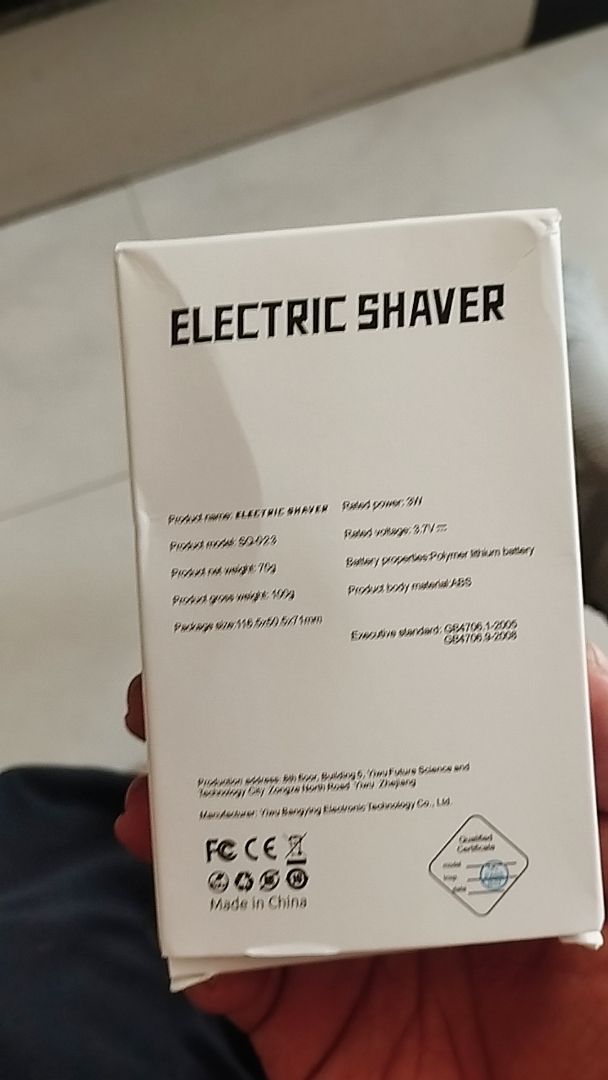 ELECTRIC SHAVER
Product name: ELECTRIC SHAVER
Product model: SQ-023
Product net weight: 70g
Product gross weight: 100g
Package size:116.5x50.5x71mm
Rated power: 3W
Rated voltage: 3.7V
Battery properties:Polymer lithium battery
Product body material:ABS
Executive standard: GB4706.1-2005
GB4706.9-2008
Production address: 8th floor, Building 5, Yiwu Future Science and
Technology City, Zongze North Road, Yiwu, Zhejiang
Manufacturer: Yiwu Bangying Electronic Technology Co., Ltd.
FC CE
Made in China
Qualified
Certificate
model
insp
date